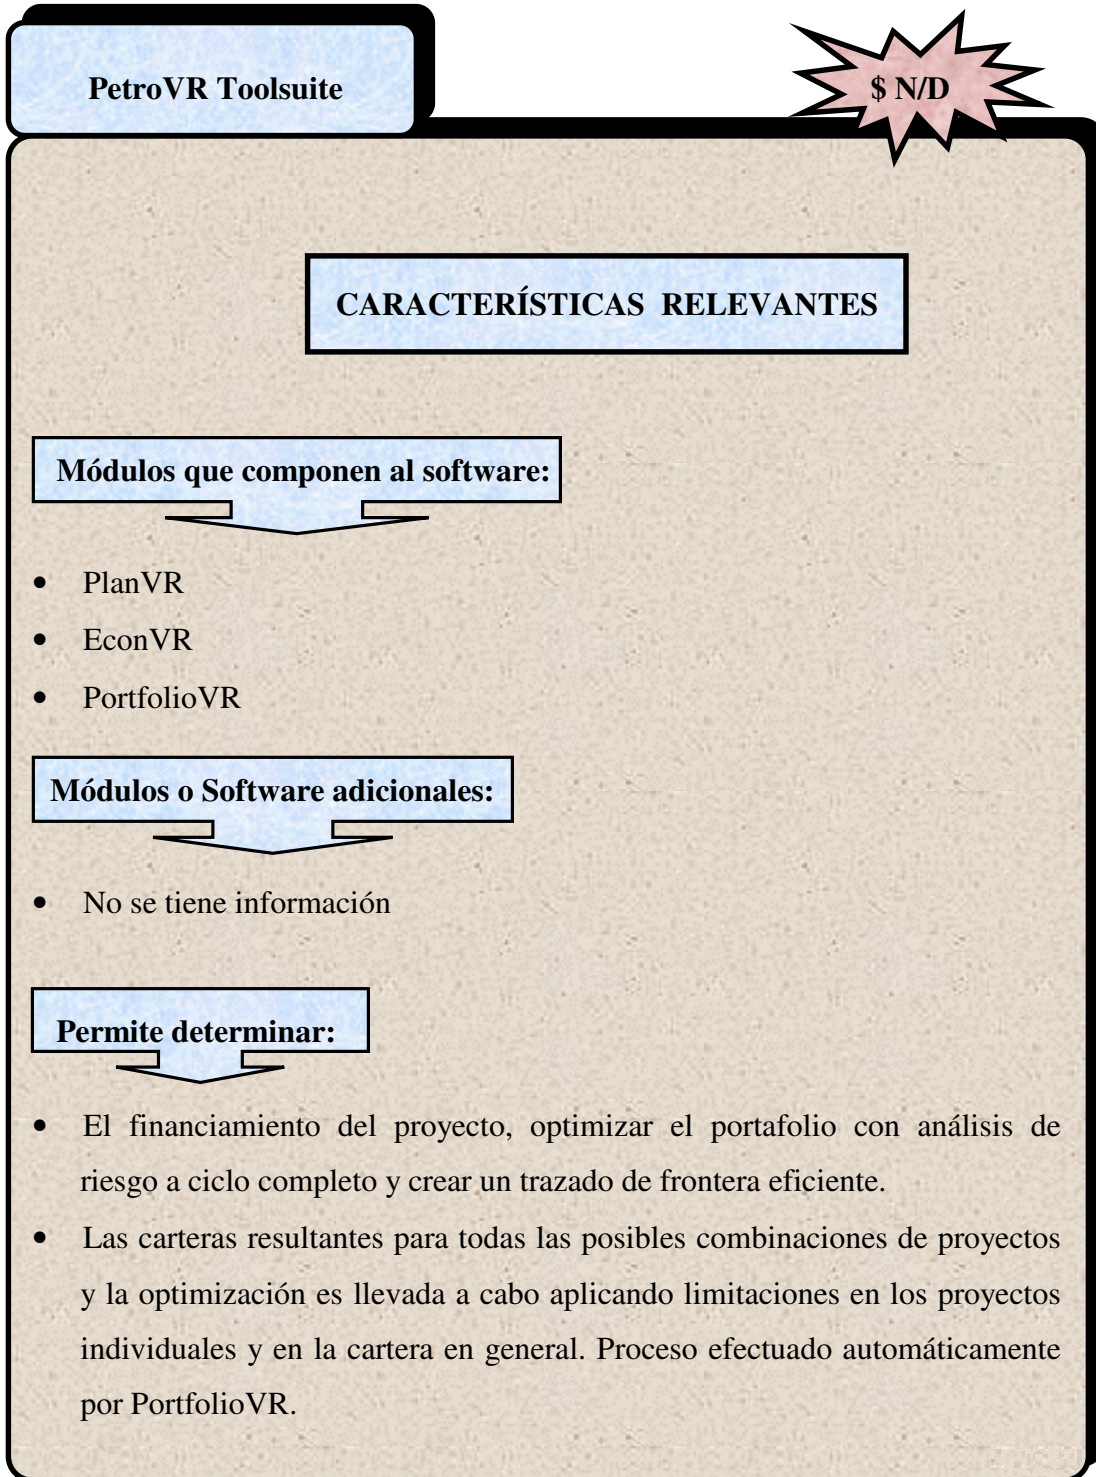 PetroVR Toolsuite
$ N/D
CARACTERÍSTICAS RELEVANTES
Módulos que componen al software:
• PlanVR
• EconVR
• PortfolioVR
Módulos o Software adicionales:
• No se tiene información
Permite determinar:
• El financiamiento del proyecto, optimizar el portafolio con análisis de
riesgo a ciclo completo y crear un trazado de frontera eficiente.
• Las carteras resultantes para todas las posibles combinaciones de proyectos
y la optimización es llevada a cabo aplicando limitaciones en los proyectos
individuales y en la cartera en general. Proceso efectuado automáticamente
por PortfolioVR.